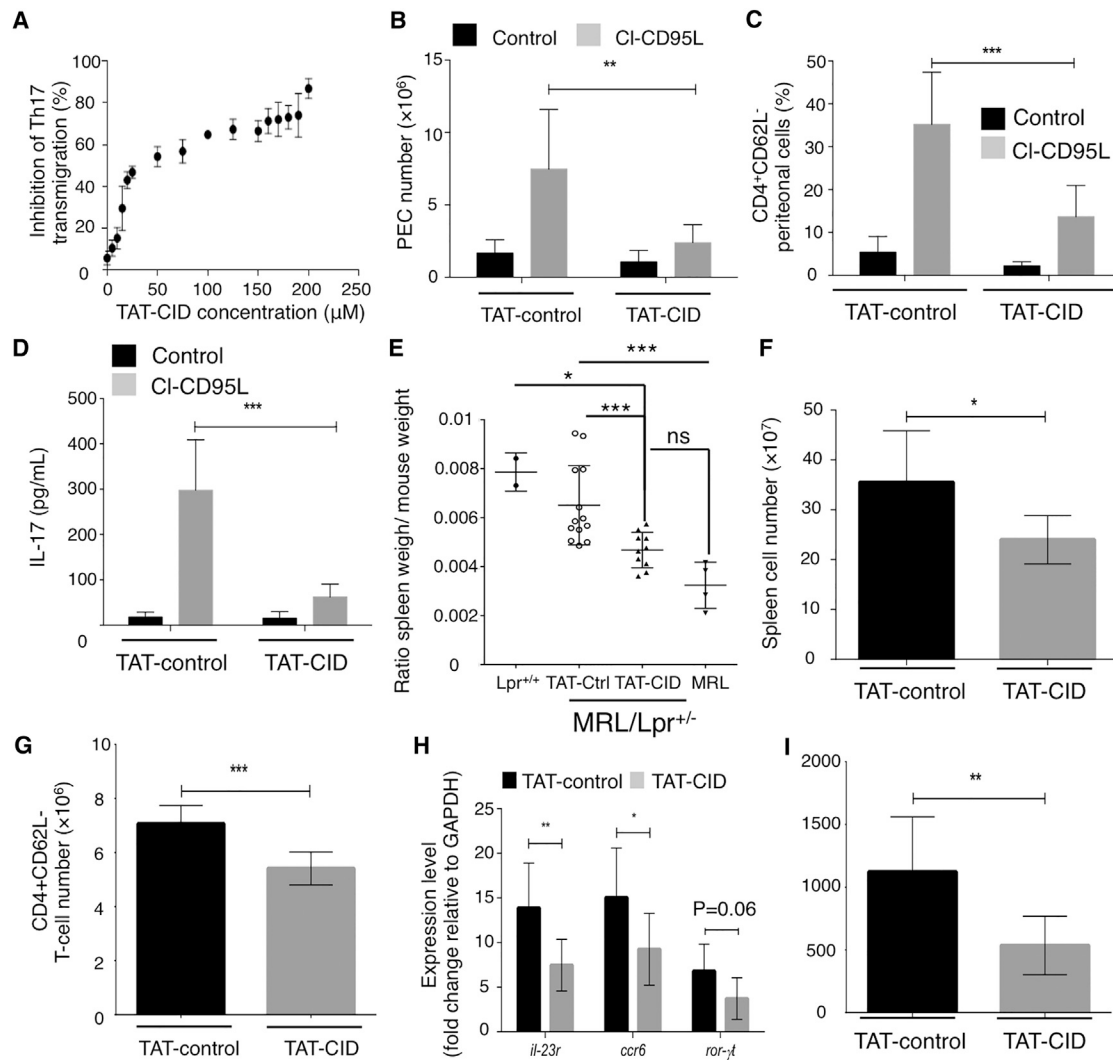 A
Inhibition of Th17
transmigration (%)
100
80
60
40
20
0
0 50 100 150 200 250
TAT-CID concentration (µM)
B
Control Cl-CD95L
PEC number (×10⁶)
15
10
5
0
**
TAT-control TAT-CID
C
CD4⁺CD62L-
periteonal cells (%)
50
40
30
20
10
0
***
Control
Cl-CD95L
TAT-control TAT-CID
D
Control
Cl-CD95L
IL-17 (pg/mL)
500
400
300
200
100
0
***
TAT-control TAT-CID
E
Ratio spleen weigh/ mouse weight
0.01
0.008
0.006
0.004
0.002
0
***
*
***
ns
Lpr⁺/⁺ TAT-Ctrl TAT-CID MRL
MRL/Lpr⁺/⁻
F
Spleen cell number (×10⁷)
50
40
30
20
10
0
*
TAT-control TAT-CID
G
CD4+CD62L-
T-cell number (×10⁶)
10
8
6
4
2
0
***
TAT-control TAT-CID
H
TAT-control TAT-CID
Expression level
(fold change relative to GAPDH)
25
20
15
10
5
0
**
*
P=0.06
il-23r ccr6 ror-γt
I
2000
1500
1000
500
0
**
TAT-control TAT-CID